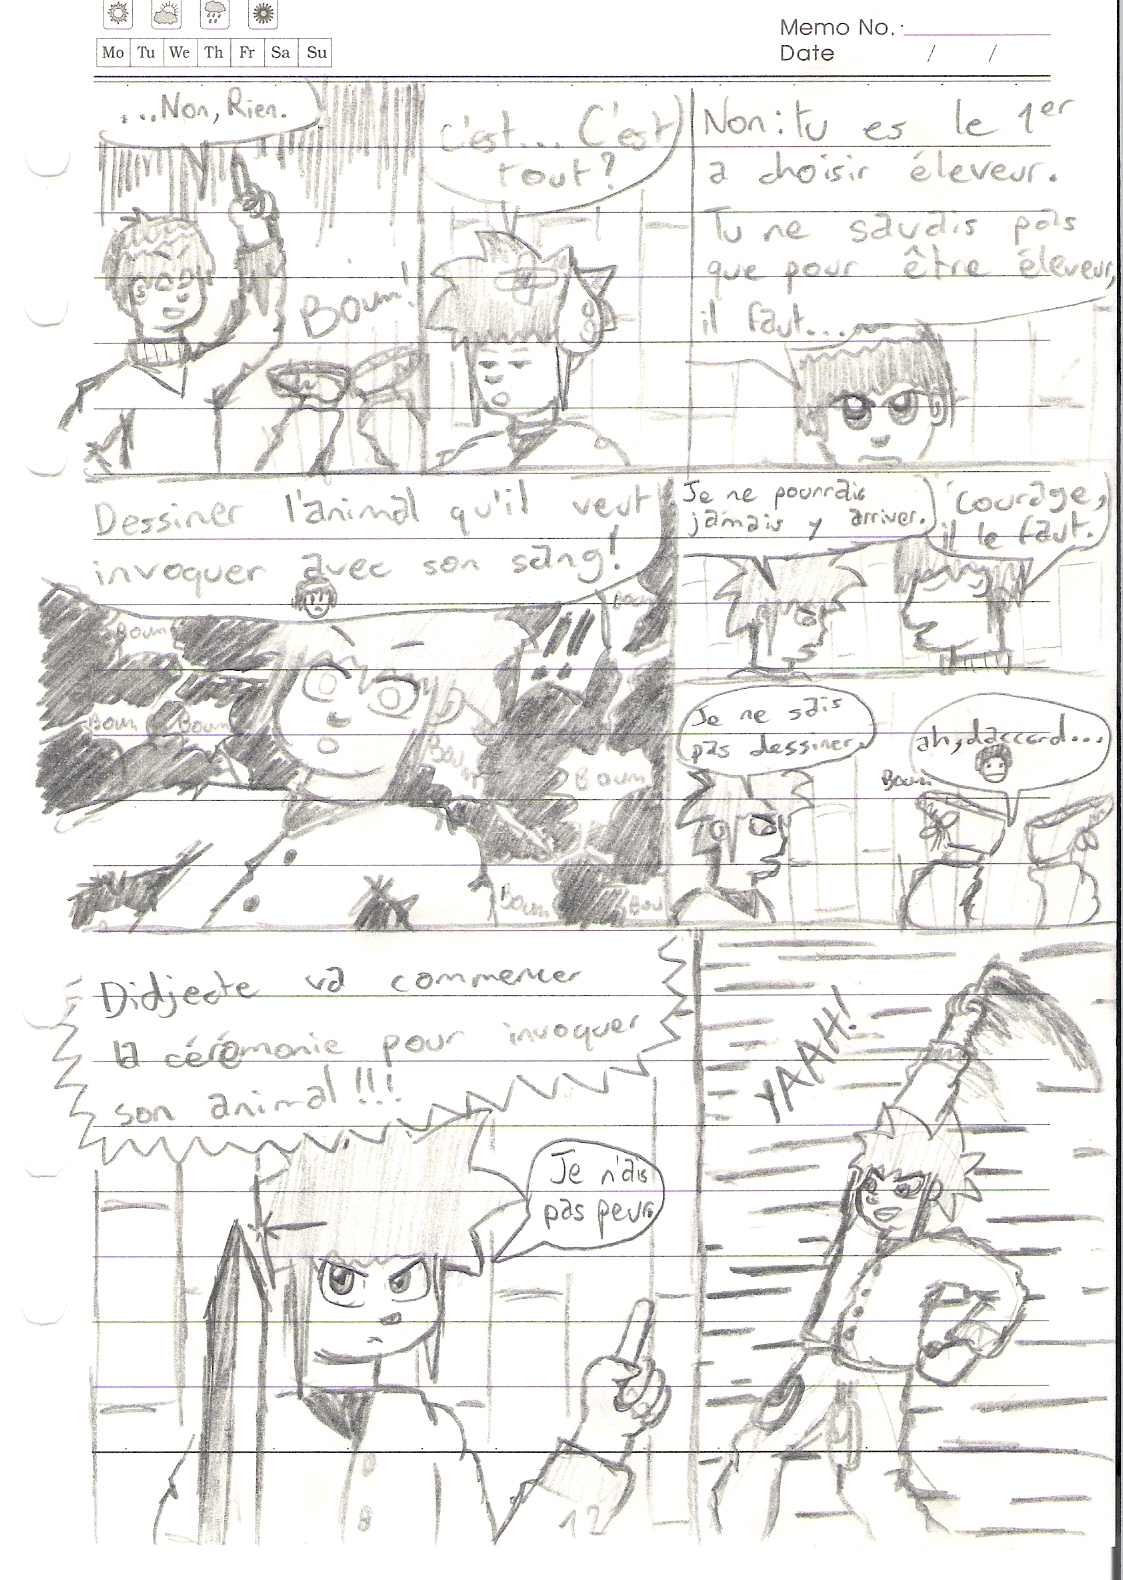 Mo Tu We Th Fr Sa Su
Memo No. :
Date / /
...Non, Rien.
Boum!
C'est... C'est
tout?
Non: tu es le 1er
a choisir éleveur.
Tu ne savais pas
que pour être éleveur,
il faut...
Dessiner l'animal qu'il veut
invoquer avec son sang!
Boum
Boum
Boum
Boum
Boum
Boum
Boum
Bou
Je ne pourrais
jamais y arriver.
Courage,
il le faut.
Je ne sais
pas dessiner.
ah, daccord...
Boum
Didjecte va commencer
la cérémonie pour invoquer
son animal!!!
Je n'ais
pas peur.
YAAH!
12